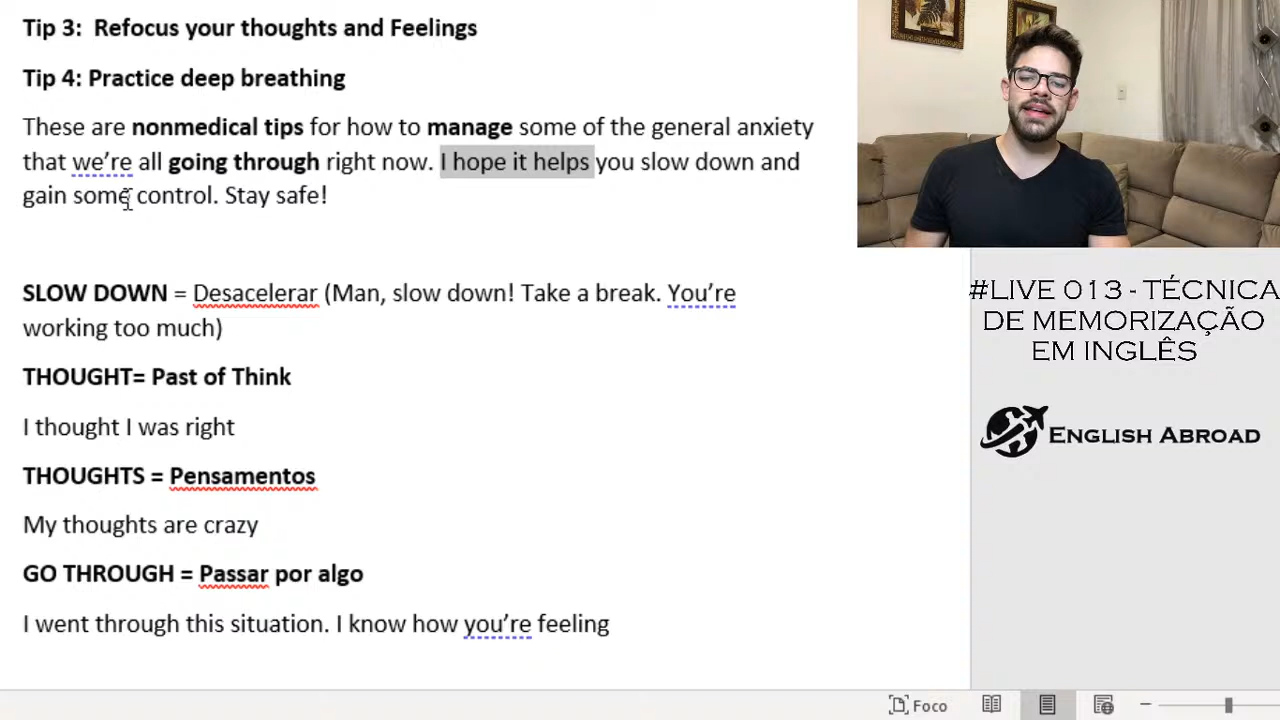 Tip 3:  Refocus your thoughts and Feelings
Tip 4: Practice deep breathing
These are nonmedical tips for how to manage some of the general anxiety
that we're all going through right now. I hope it helps you slow down and
gain some control. Stay safe!
SLOW DOWN = Desacelerar (Man, slow down! Take a break. You're
working too much)
THOUGHT= Past of Think
I thought I was right
THOUGHTS = Pensamentos
My thoughts are crazy
GO THROUGH = Passar por algo
I went through this situation. I know how you're feeling
#LIVE 013 - TÉCNICA
DE MEMORIZAÇÃO
EM INGLÊS
ENGLISH ABROAD
Foco